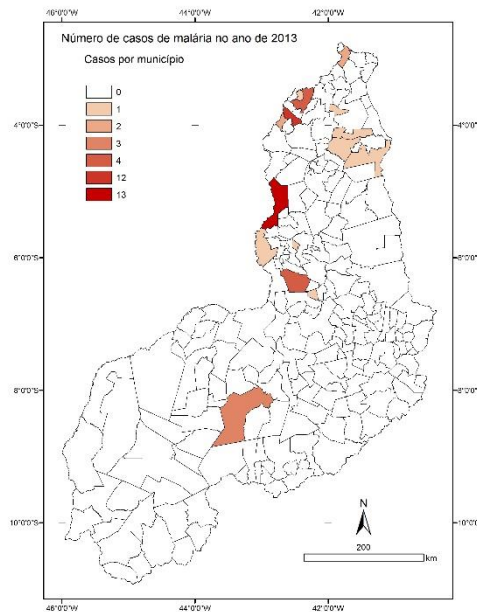 46°0'0"W 44°0'0"W 42°0'0"W
Número de casos de malária no ano de 2013
Casos por município
0
1
2
3
4
12
13
4°0'0"S 4°0'0"S
6°0'0"S 6°0'0"S
8°0'0"S 8°0'0"S
10°0'0"S 10°0'0"S
N
200
km
46°0'0"W 44°0'0"W 42°0'0"W